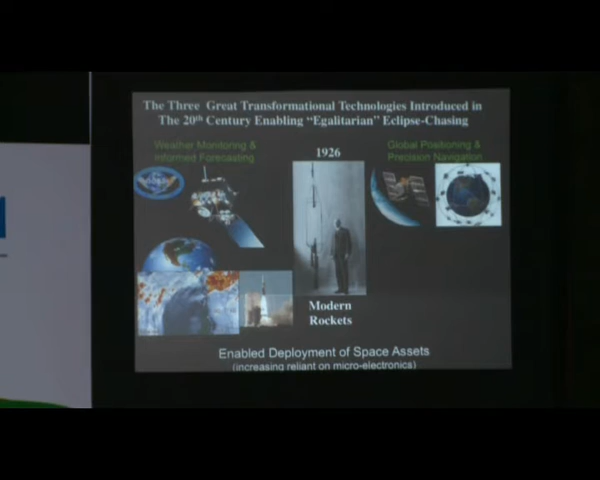 The Three Great Transformational Technologies Introduced in
The 20th Century Enabling “Egalitarian” Eclipse-Chasing
Weather Monitoring &
Informed Forecasting
1926
Global Positioning &
Precision Navigation
Modern
Rockets
Enabled Deployment of Space Assets
(increasing reliant on micro-electronics)